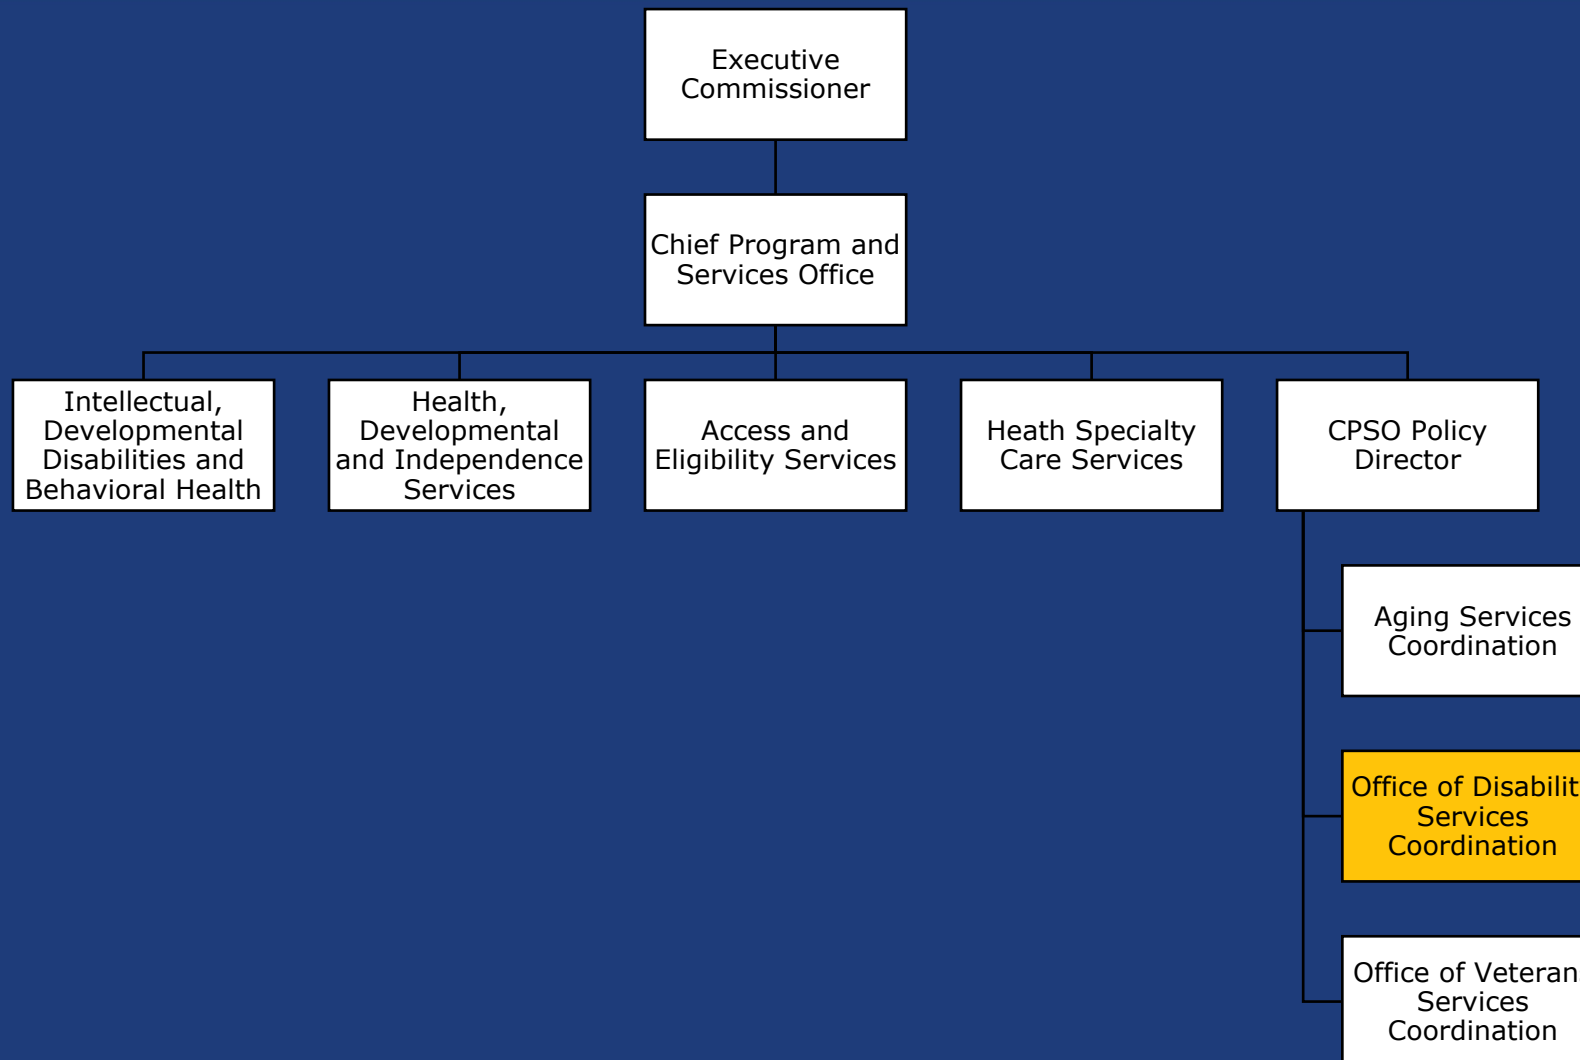 Executive
Commissioner
Chief Program and
Services Office
Intellectual,
Developmental
Disabilities and
Behavioral Health
Health,
Developmental
and Independence
Services
Access and
Eligibility Services
Heath Specialty
Care Services
CPSO Policy
Director
Aging Services
Coordination
Office of Disabilit
Services
Coordination
Office of Veteran
Services
Coordination